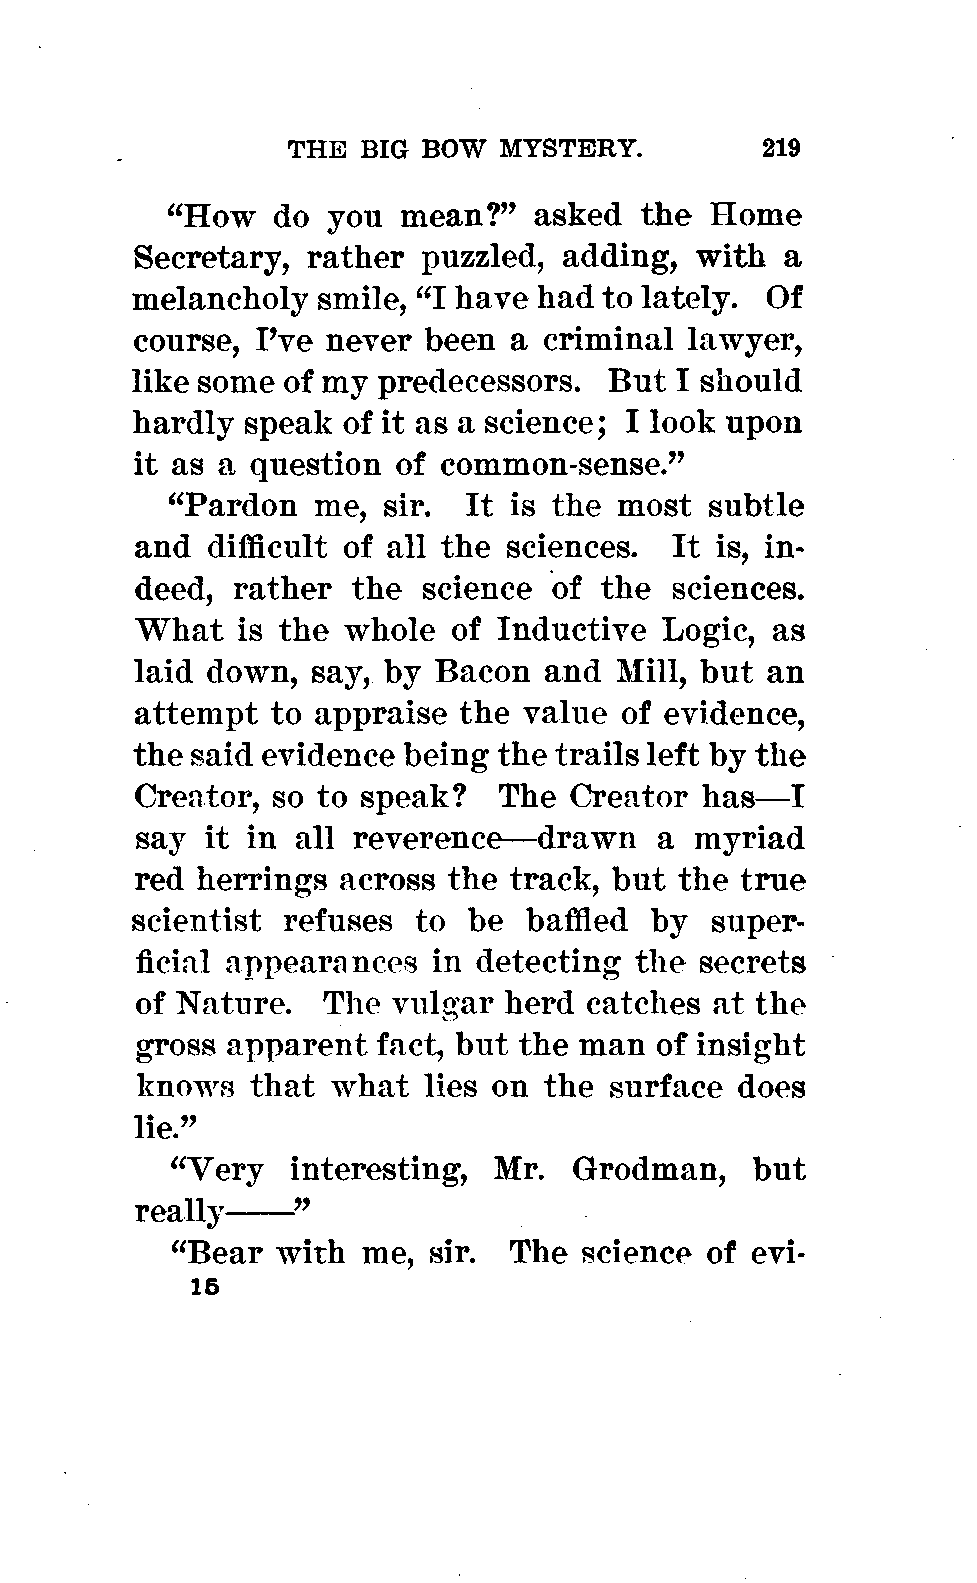 THE BIG BOW MYSTERY. 219
“How do you mean?” asked the Home
Secretary, rather puzzled, adding, with a
melancholy smile, “I have had to lately. Of
course, I’ve never been a criminal lawyer,
like some of my predecessors. But I should
hardly speak of it as a science; I look upon
it as a question of common-sense.”
“Pardon me, sir. It is the most subtle
and difficult of all the sciences. It is, in-
deed, rather the science of the sciences.
What is the whole of Inductive Logic, as
laid down, say, by Bacon and Mill, but an
attempt to appraise the value of evidence,
the said evidence being the trails left by the
Creator, so to speak? The Creator has—I
say it in all reverence—drawn a myriad
red herrings across the track, but the true
scientist refuses to be baffled by super-
ficial appearances in detecting the secrets
of Nature. The vulgar herd catches at the
gross apparent fact, but the man of insight
knows that what lies on the surface does
lie.”
“Very interesting, Mr. Grodman, but
really——”
“Bear with me, sir. The science of evi-
15